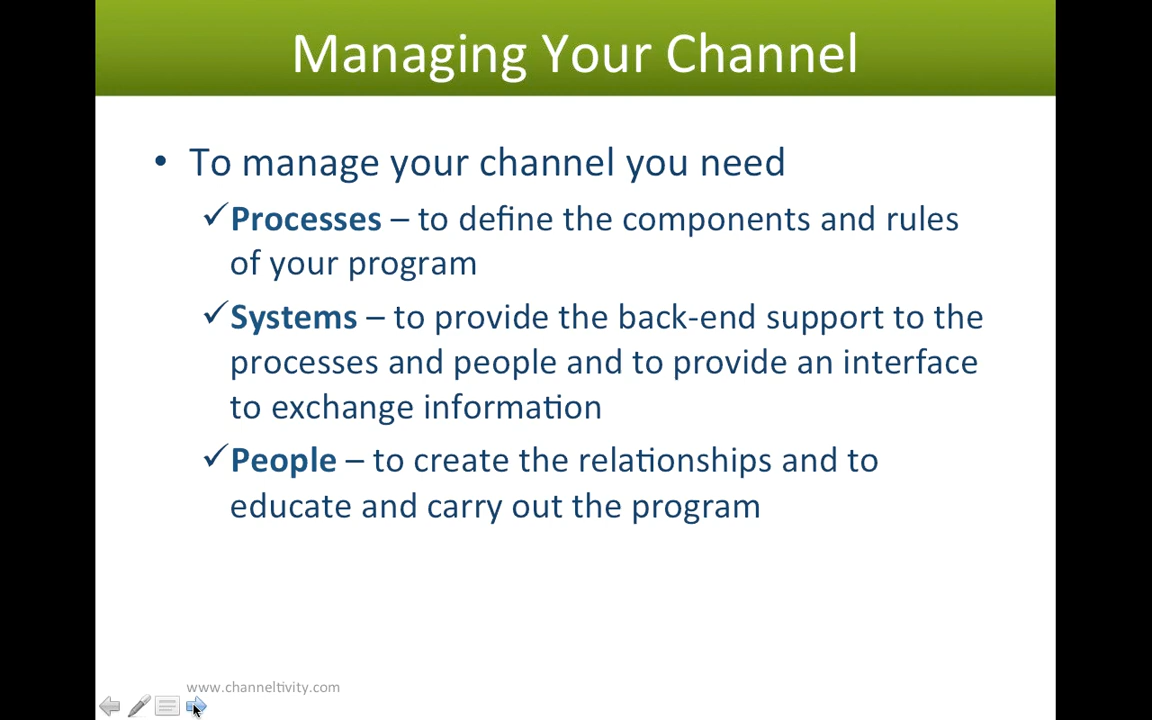 Managing Your Channel
• To manage your channel you need
✓Processes – to define the components and rules
of your program
✓Systems – to provide the back-end support to the
processes and people and to provide an interface
to exchange information
✓People – to create the relationships and to
educate and carry out the program
www.channeltivity.com